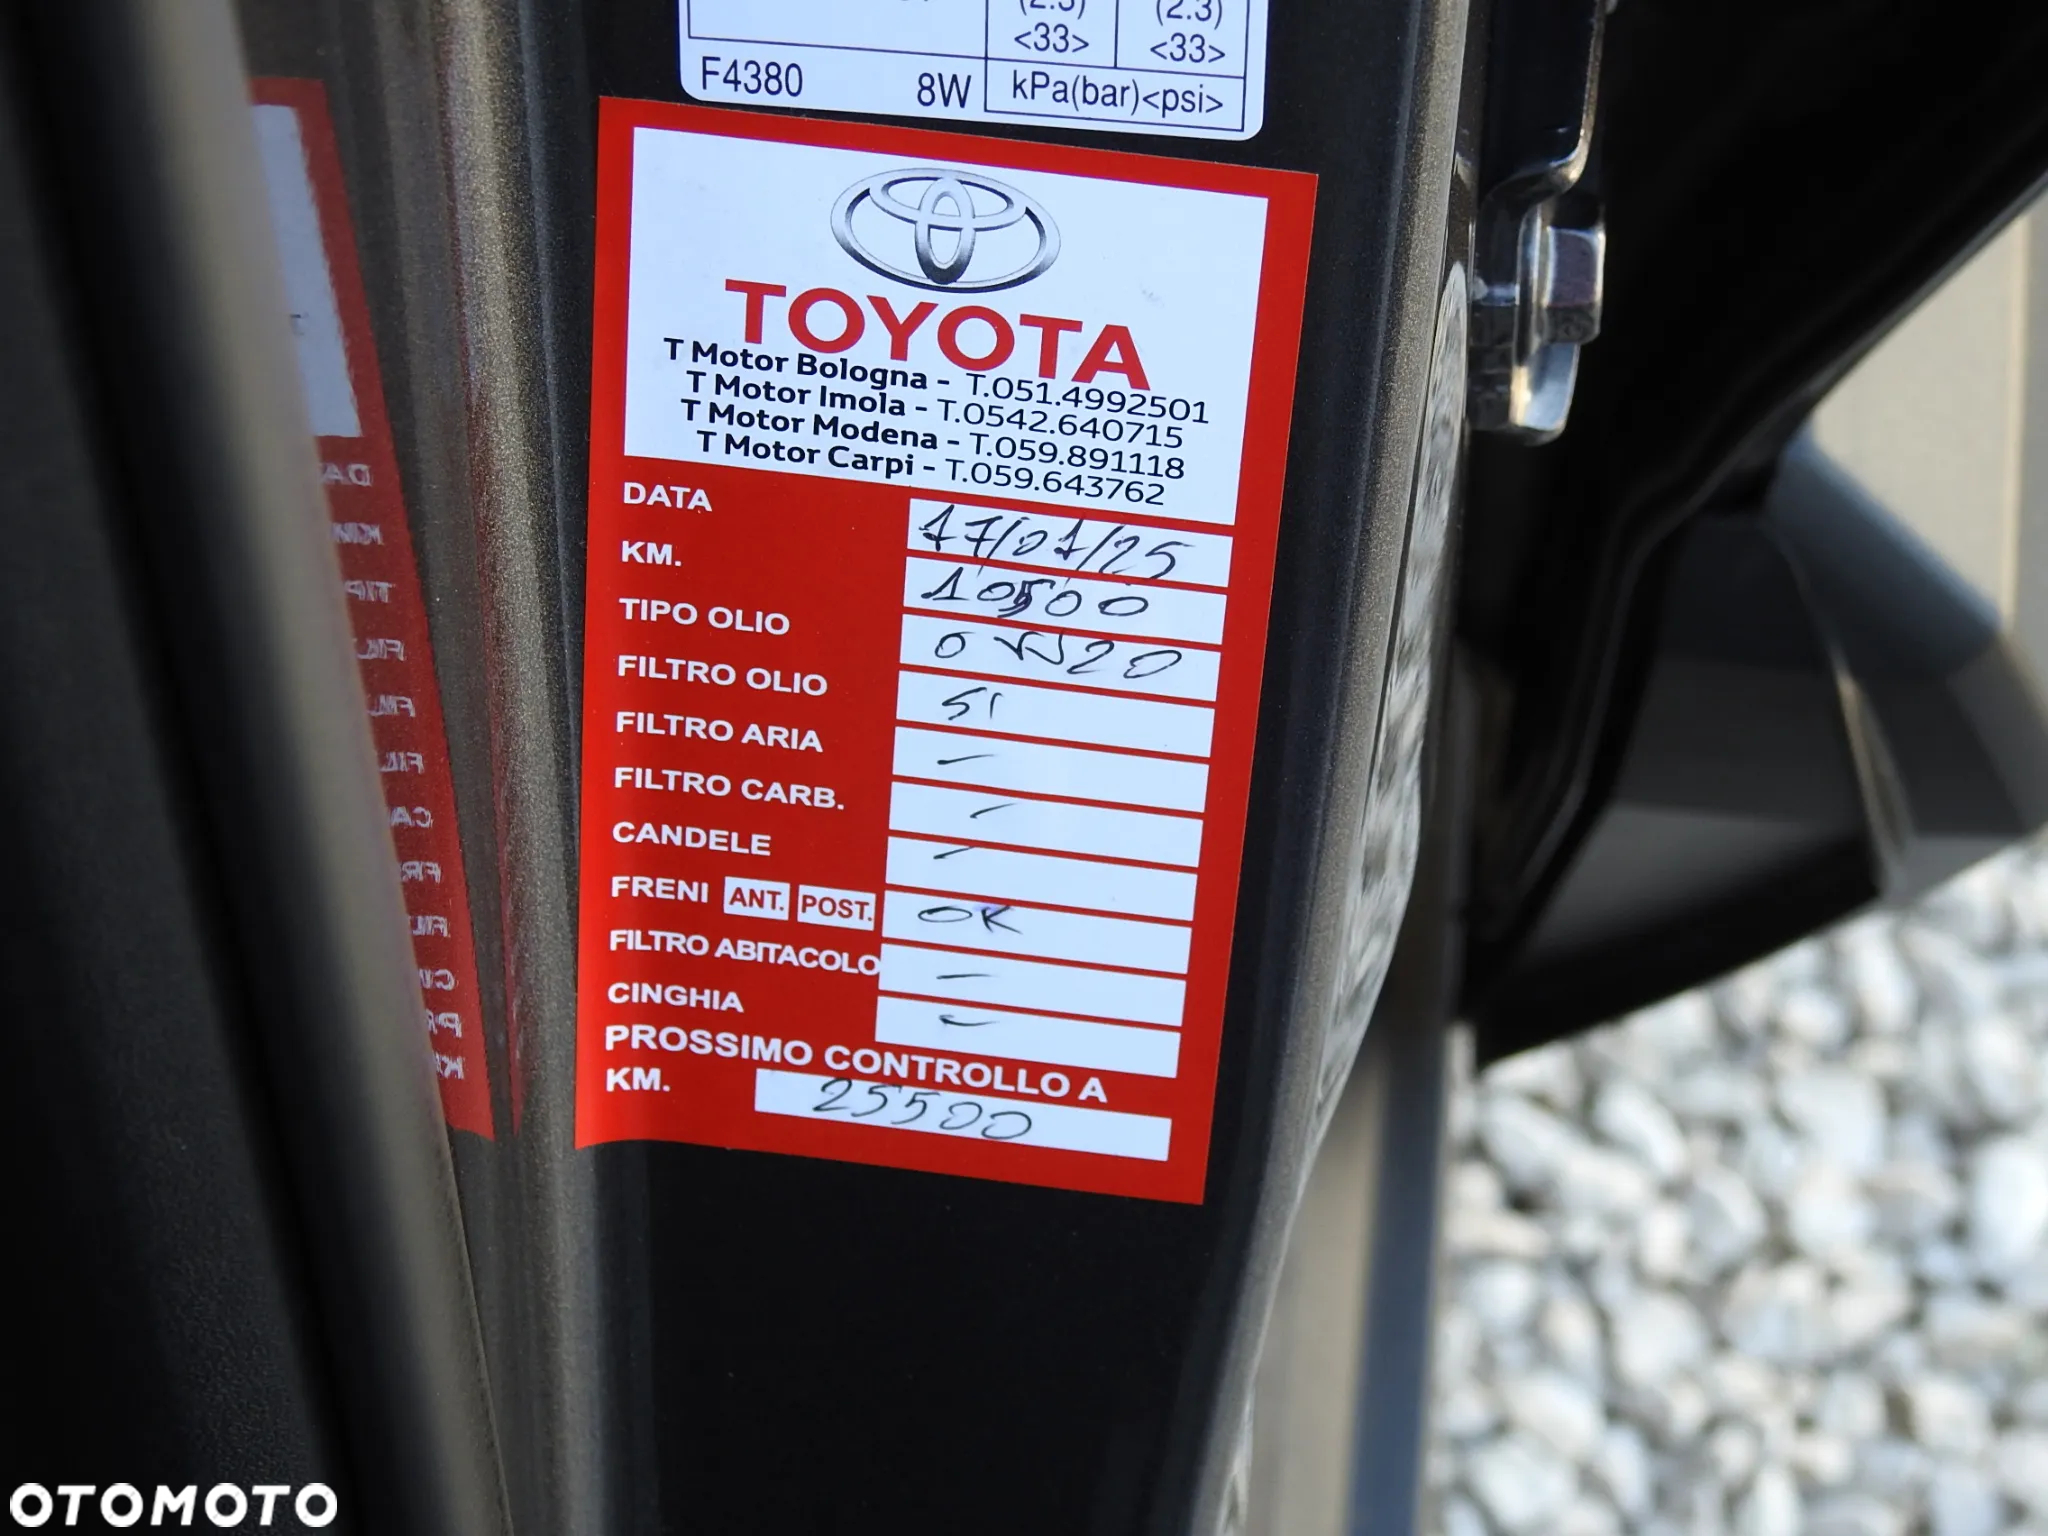 (2.3) (2.3)
<33> <33>
F4380 8W kPa(bar)<psi>
TOYOTA
T Motor Bologna - T.051.4992501
T Motor Imola - T.0542.640715
T Motor Modena - T.059.891118
T Motor Carpi - T.059.643762
DATA 17/01/25
KM. 10500
TIPO OLIO 0W20
FILTRO OLIO SI
FILTRO ARIA -
FILTRO CARB. -
CANDELE -
FRENI ANT. POST. OK
FILTRO ABITACOLO -
CINGHIA -
PROSSIMO CONTROLLO A
KM. 25500
OTOMOTO